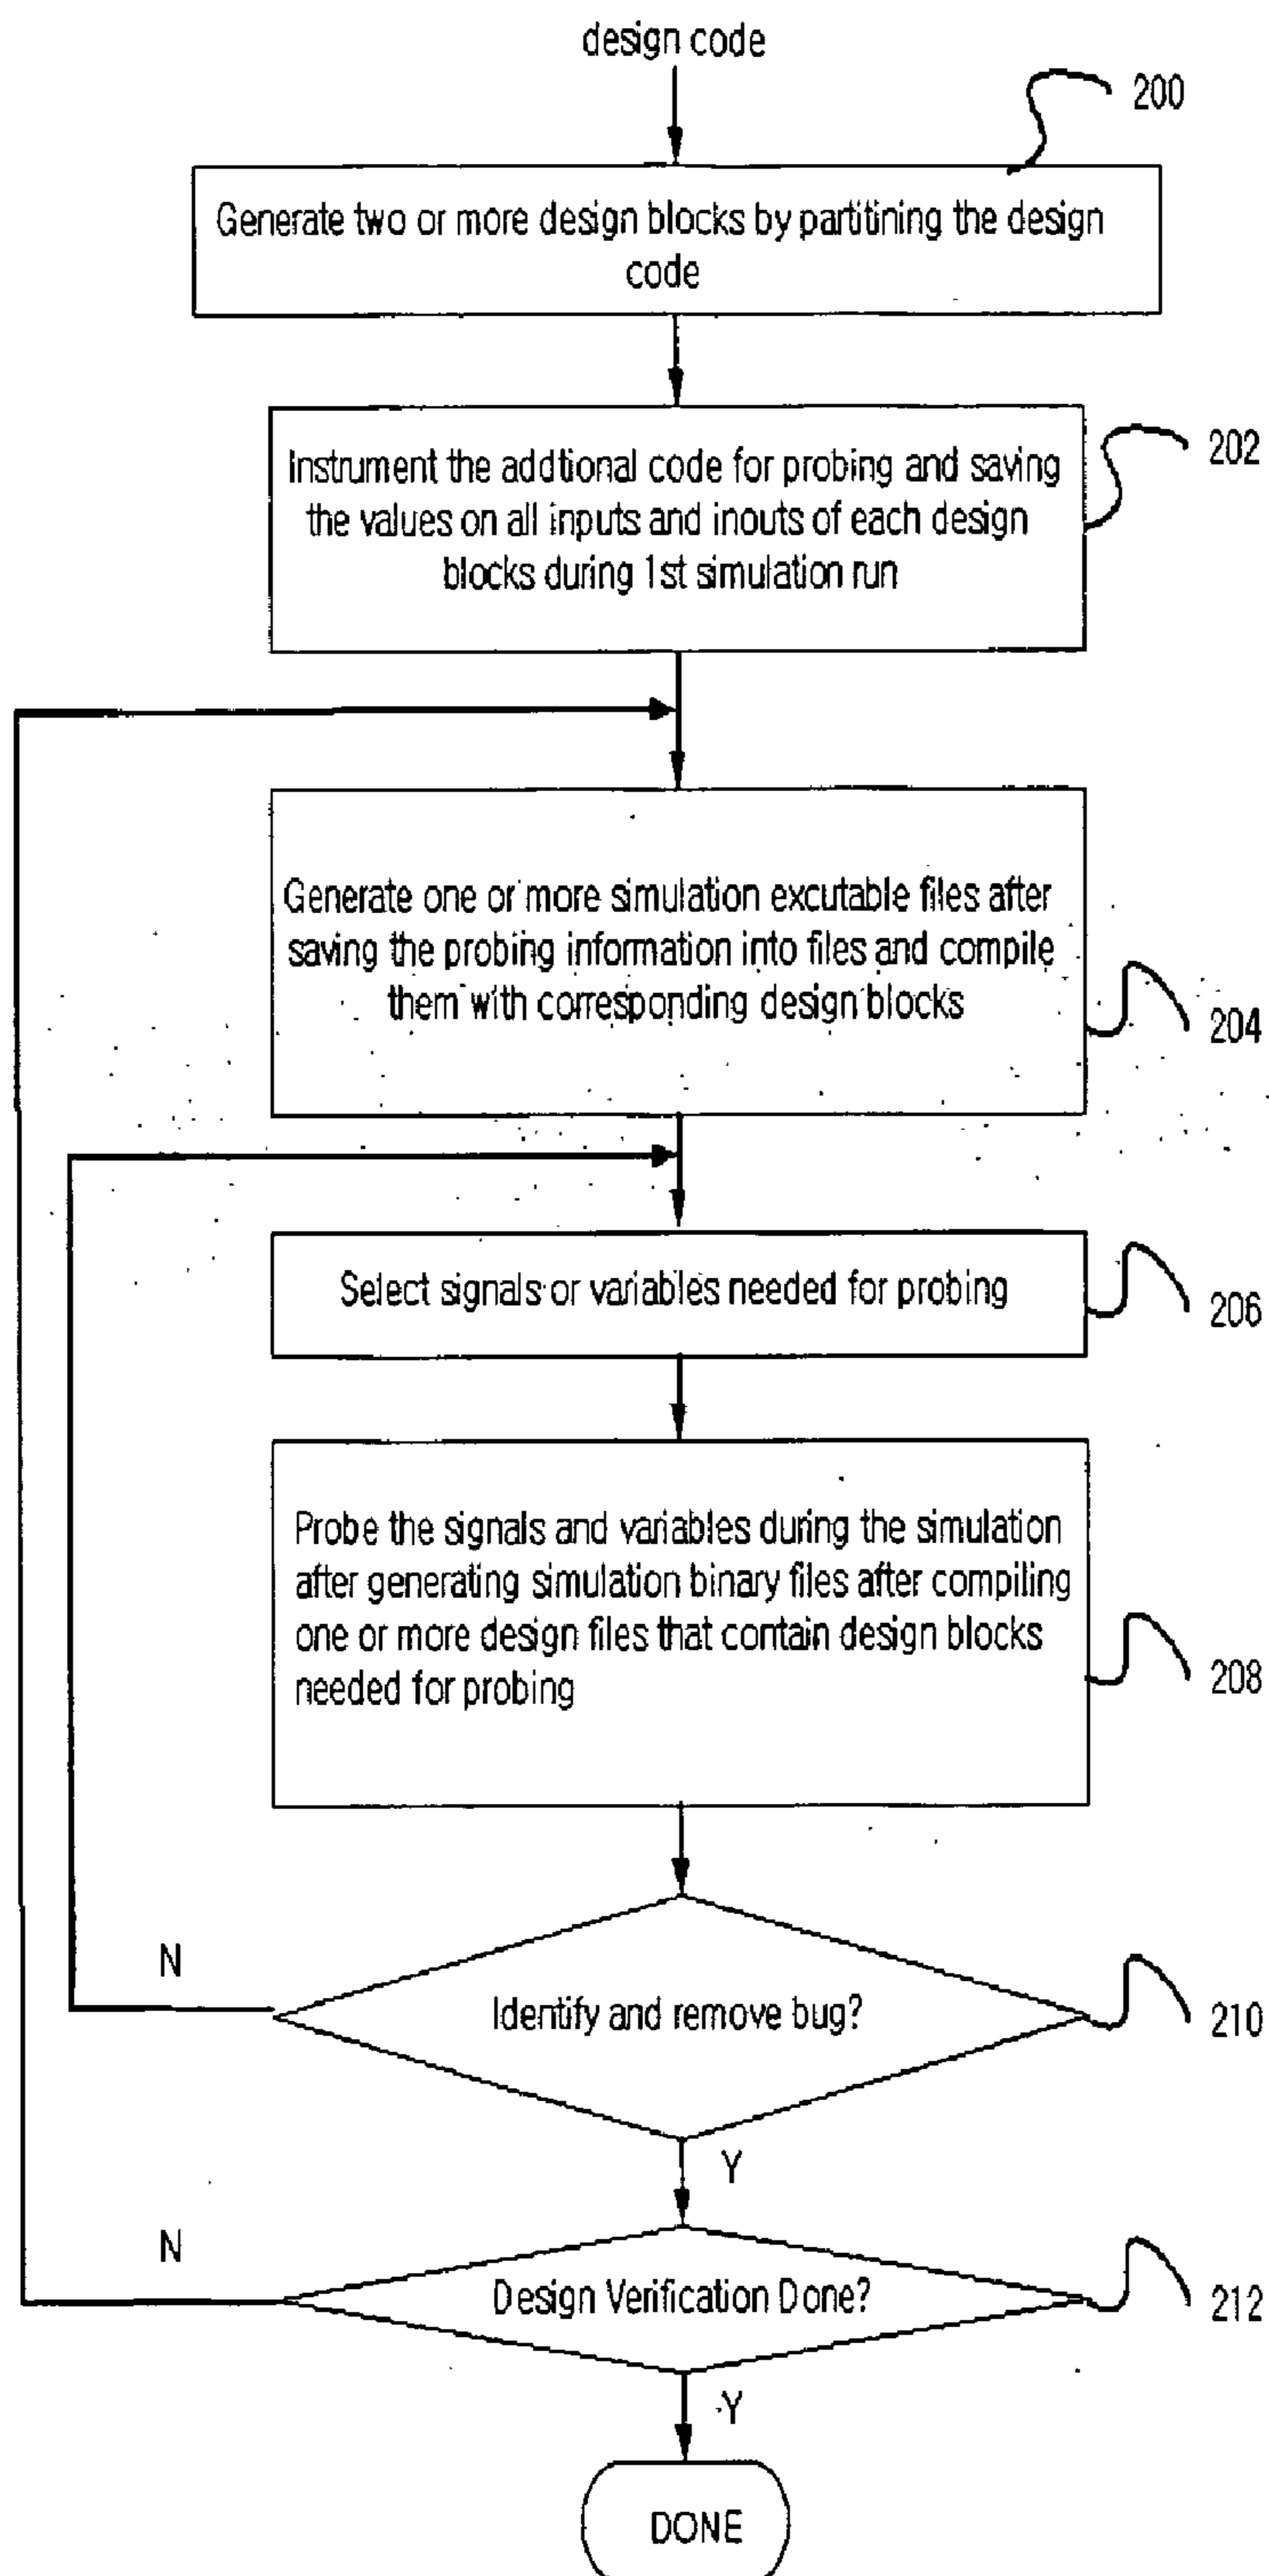 design code
200
Generate two or more design blocks by partitining the design
code
202
Instrument the addtional code for probing and saving
the values on all inputs and inouts of each design
blocks during 1st simulation run
Generate one or more simulation excutable files after
saving the probing information into files and compile
them with corresponding design blocks
204
Select signals or variables needed for probing
206
Probe the signals and variables during the simulation
after generating simulation binary files after compiling
one or more design files that contain design blocks
needed for probing
208
N
Identify and remove bug?
210
Y
N
Design Verification Done?
212
Y
DONE